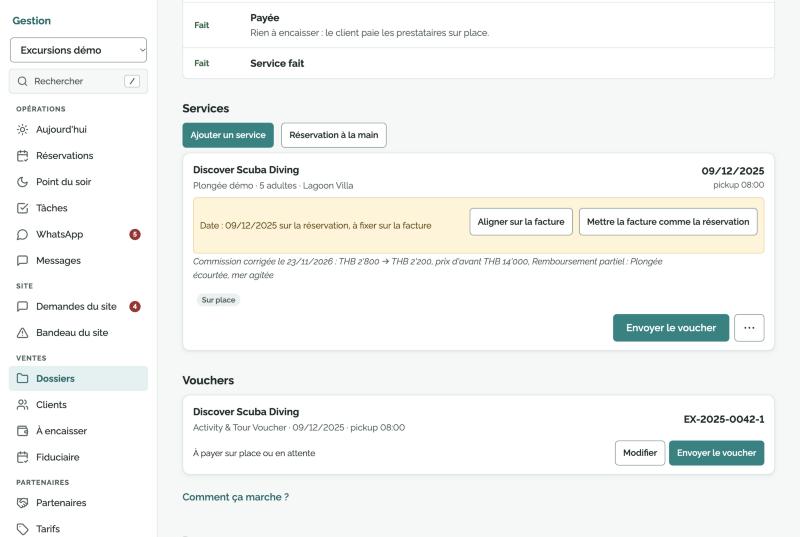 Gestion
Excursions démo
Rechercher
/
OPÉRATIONS
Aujourd'hui
Réservations
Point du soir
Tâches
WhatsApp
5
Messages
SITE
Demandes du site
4
Bandeau du site
VENTES
Dossiers
Clients
À encaisser
Fiduciaire
PARTENAIRES
Partenaires
Tarifs
Fait
Payée
Rien à encaisser : le client paie les prestataires sur place.
Fait
Service fait
Services
Ajouter un service
Réservation à la main
Discover Scuba Diving
09/12/2025
Plongée démo · 5 adultes · Lagoon Villa
pickup 08:00
Date : 09/12/2025 sur la réservation, à fixer sur la facture
Aligner sur la facture
Mettre la facture comme la réservation
Commission corrigée le 23/11/2026 : THB 2'800 → THB 2'200, prix d'avant THB 14'000, Remboursement partiel : Plongée
écourtée, mer agitée
Sur place
Envoyer le voucher
...
Vouchers
Discover Scuba Diving
EX-2025-0042-1
Activity & Tour Voucher · 09/12/2025 · pickup 08:00
À payer sur place ou en attente
Modifier
Envoyer le voucher
Comment ça marche ?